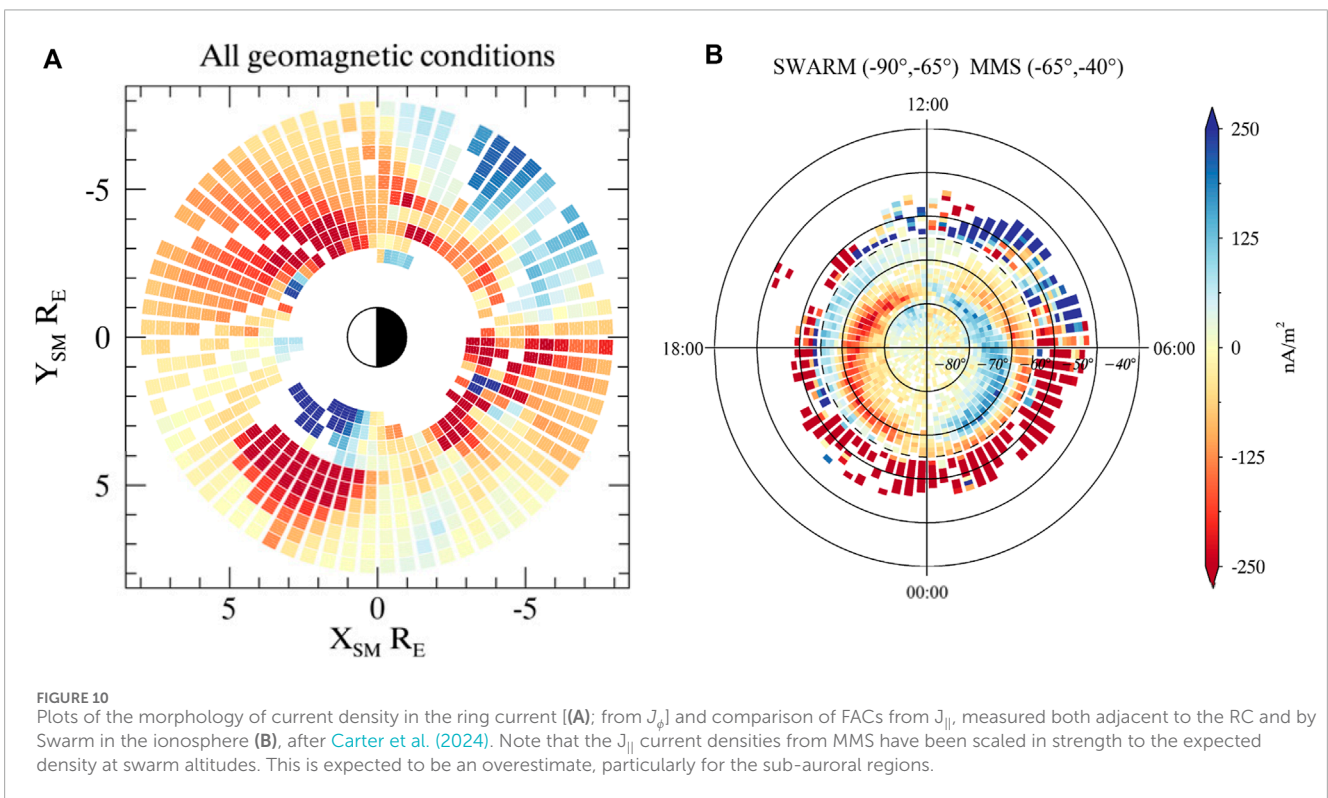 A
All geomagnetic conditions
Y_SM R_E
-5
0
5
5
0
-5
X_SM R_E
B
SWARM (-90°,-65°) MMS (-65°,-40°)
12:00
18:00
06:00
00:00
-80°
-70°
-60°
-50°
-40°
250
125
0
-125
-250
nA/m²
FIGURE 10
Plots of the morphology of current density in the ring current [(A); from J_ϕ] and comparison of FACs from J_||, measured both adjacent to the RC and by
Swarm in the ionosphere (B), after Carter et al. (2024). Note that the J_|| current densities from MMS have been scaled in strength to the expected
density at swarm altitudes. This is expected to be an overestimate, particularly for the sub-auroral regions.